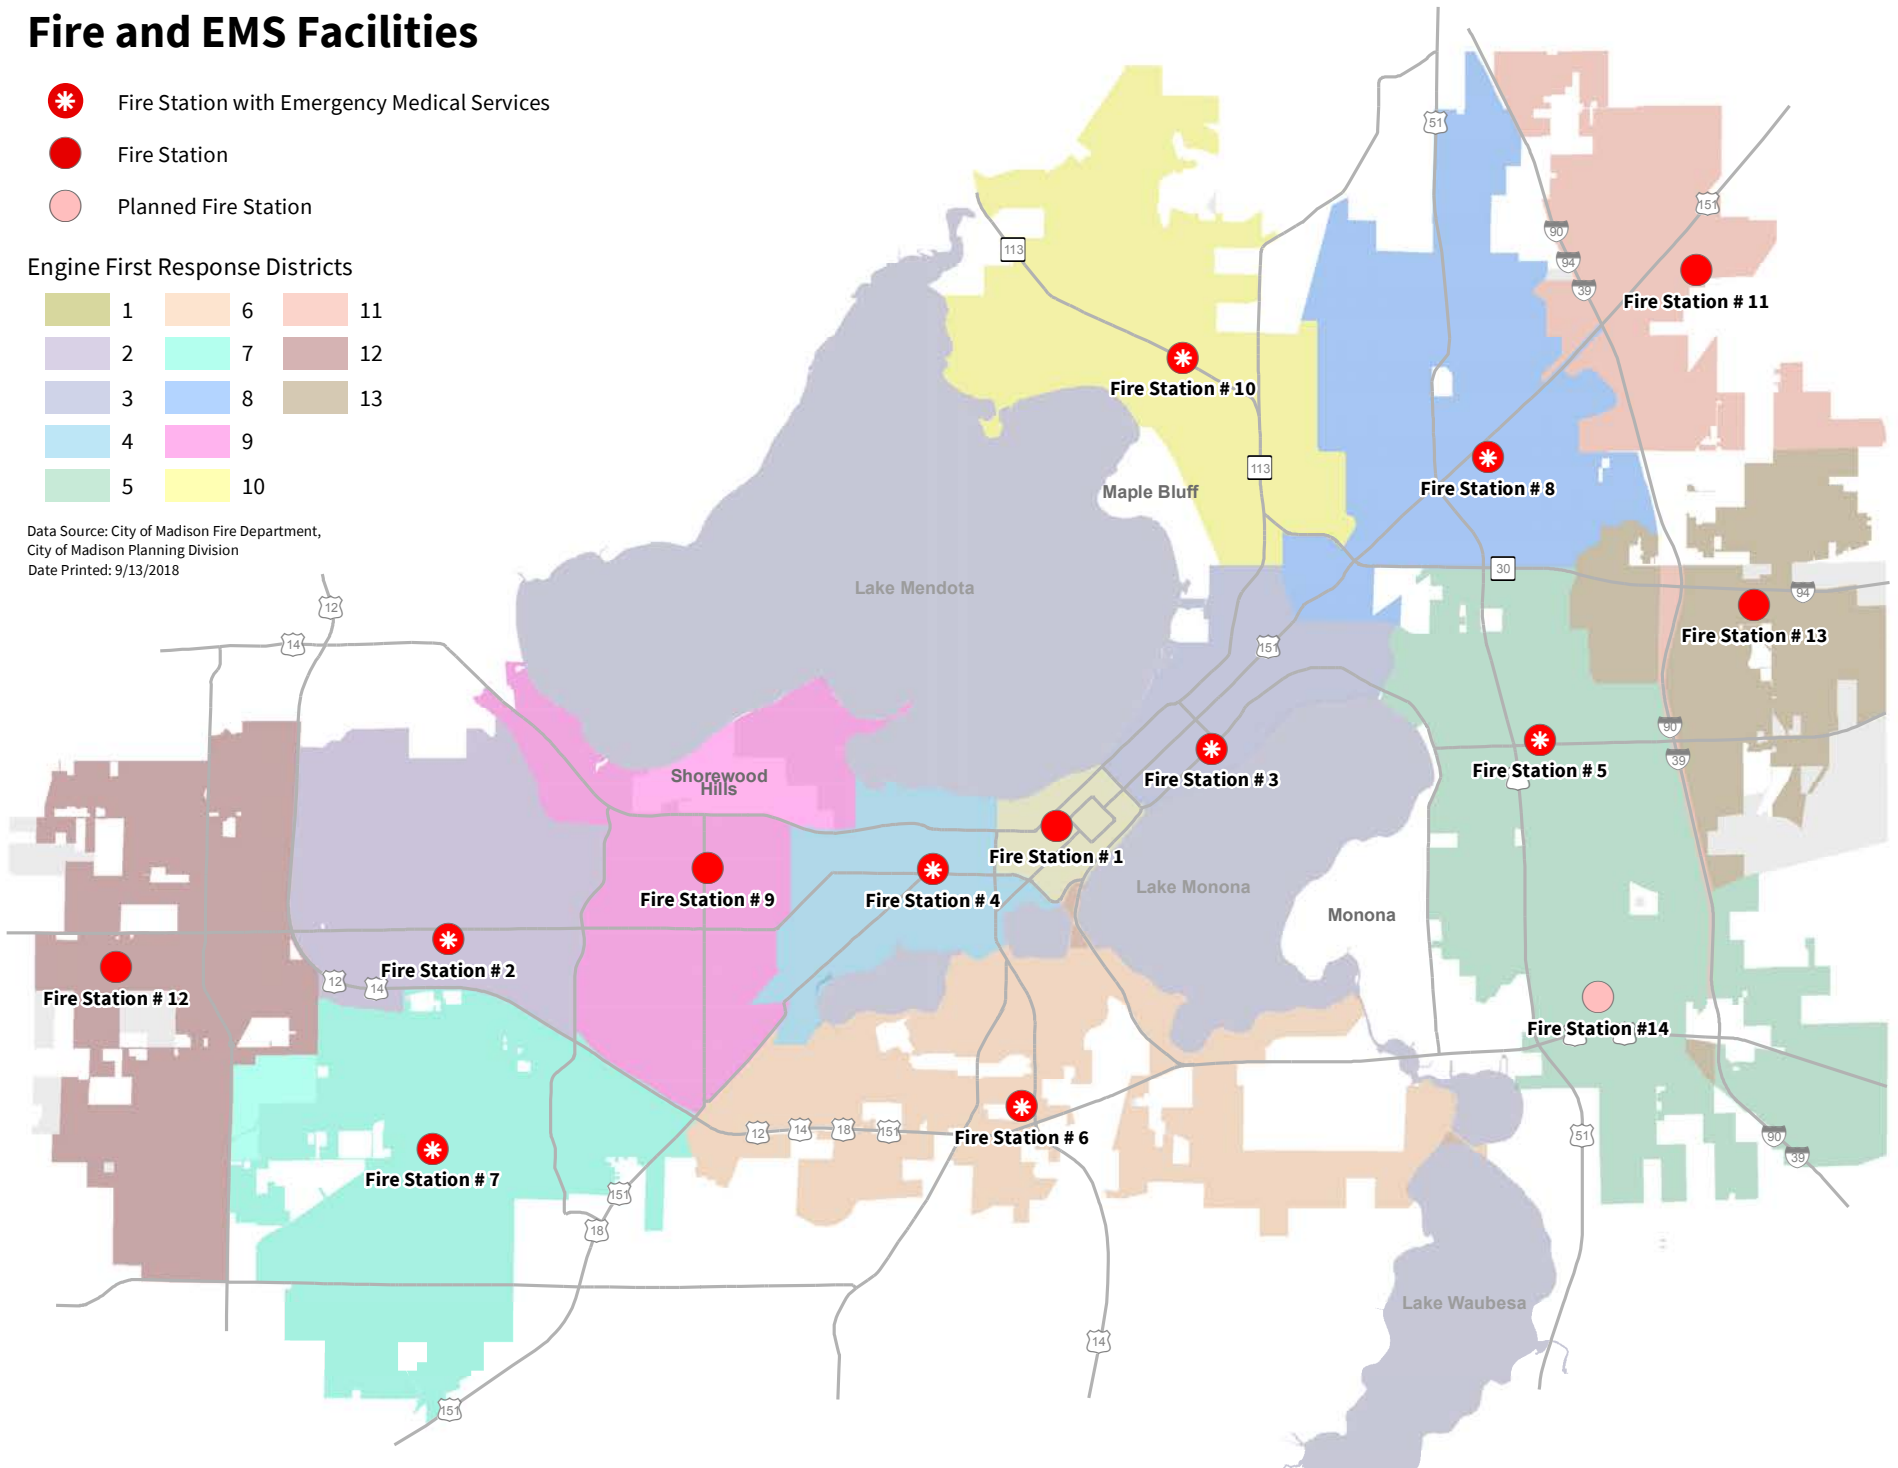 Fire and EMS Facilities
Fire Station with Emergency Medical Services
Fire Station
Planned Fire Station
Engine First Response Districts
1 6 11
2 7 12
3 8 13
4 9
5 10
Data Source: City of Madison Fire Department,
City of Madison Planning Division
Date Printed: 9/13/2018
51
151
90
94
39
113
Fire Station # 11
Fire Station # 10
113
Maple Bluff
Fire Station # 8
30
94
Lake Mendota
12
14
151
Fire Station # 13
90
39
Fire Station # 5
Fire Station # 3
Shorewood
Hills
Fire Station # 1
Fire Station # 9
Fire Station # 4
Lake Monona
Monona
Fire Station # 2
12
14
Fire Station # 12
Fire Station #14
Fire Station # 6
12
14
18
151
51
90
39
Fire Station # 7
151
18
Lake Waubesa
14
151